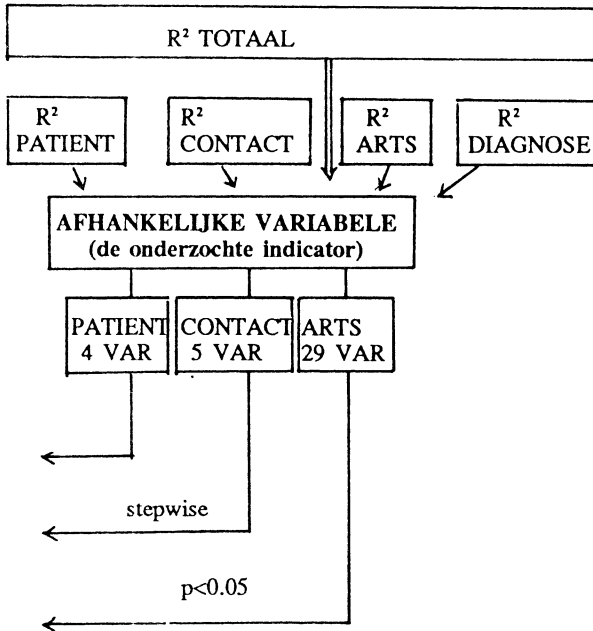 R² TOTAAL
R² PATIENT
R² CONTACT
R² ARTS
R² DIAGNOSE
AFHANKELIJKE VARIABELE
(de onderzochte indicator)
PATIENT
4 VAR
CONTACT
5 VAR
ARTS
29 VAR
stepwise
p<0.05